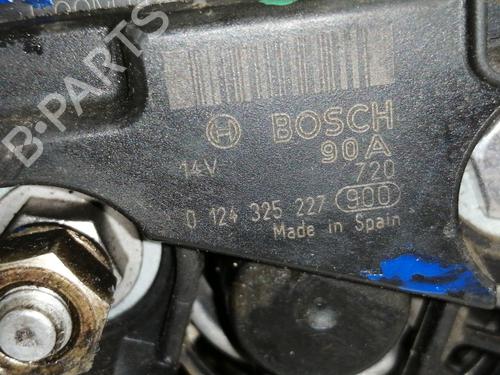 B-PARTS
BOSCH
14V 90A
720
0 124 325 227 900
Made in Spain